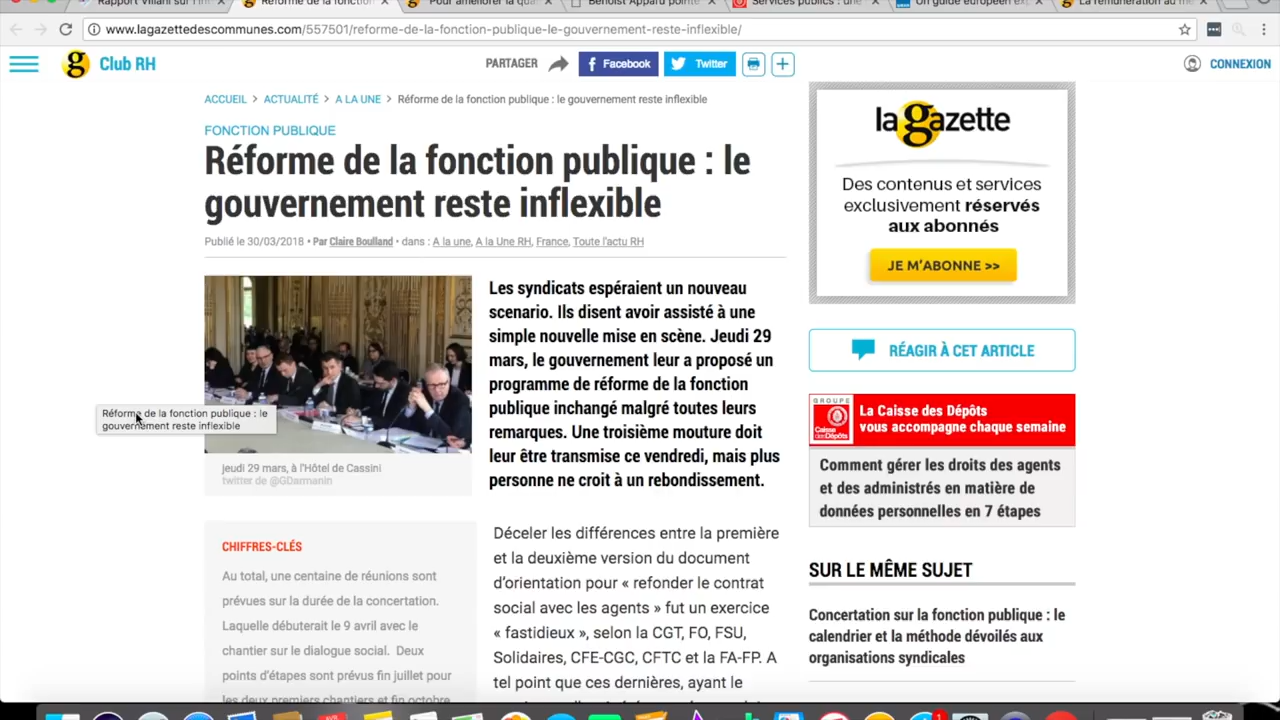 Rapport Villani sur l'in
Réforme de la fonction
Pour améliorer la qua
Benoist Apparu pointe
Services publics : une
Un guide européen exp
La rémunération au mé
www.lagazettedescommunes.com/557501/reforme-de-la-fonction-publique-le-gouvernement-reste-inflexible/
g Club RH
PARTAGER
Facebook
Twitter
CONNEXION
ACCUEIL > ACTUALITÉ > A LA UNE > Réforme de la fonction publique : le gouvernement reste inflexible
FONCTION PUBLIQUE
Réforme de la fonction publique : le
gouvernement reste inflexible
Publié le 30/03/2018 • Par Claire Boulland • dans : A la une, A la Une RH, France, Toute l'actu RH
Réforme de la fonction publique : le
gouvernement reste inflexible
jeudi 29 mars, à l'Hôtel de Cassini
twitter de @GDarmanin
Les syndicats espéraient un nouveau
scenario. Ils disent avoir assisté à une
simple nouvelle mise en scène. Jeudi 29
mars, le gouvernement leur a proposé un
programme de réforme de la fonction
publique inchangé malgré toutes leurs
remarques. Une troisième mouture doit
leur être transmise ce vendredi, mais plus
personne ne croit à un rebondissement.
CHIFFRES-CLÉS
Au total, une centaine de réunions sont
prévues sur la durée de la concertation.
Laquelle débuterait le 9 avril avec le
chantier sur le dialogue social. Deux
points d'étapes sont prévus fin juillet pour
les deux premiers chantiers et fin octobre
Déceler les différences entre la première
et la deuxième version du document
d'orientation pour « refonder le contrat
social avec les agents » fut un exercice
« fastidieux », selon la CGT, FO, FSU,
Solidaires, CFE-CGC, CFTC et la FA-FP. A
tel point que ces dernières, ayant le
la gazette
Des contenus et services
exclusivement réservés
aux abonnés
JE M'ABONNE >>
RÉAGIR À CET ARTICLE
GROUPE
Caisse
des Dépôts
La Caisse des Dépôts
vous accompagne chaque semaine
Comment gérer les droits des agents
et des administrés en matière de
données personnelles en 7 étapes
SUR LE MÊME SUJET
Concertation sur la fonction publique : le
calendrier et la méthode dévoilés aux
organisations syndicales
1